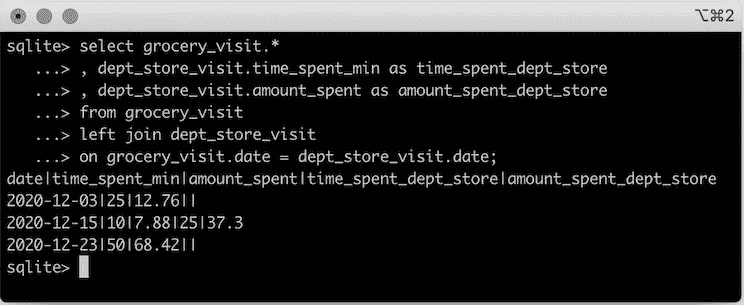 ⌥⌘2
sqlite> select grocery_visit.*
...> , dept_store_visit.time_spent_min as time_spent_dept_store
...> , dept_store_visit.amount_spent as amount_spent_dept_store
...> from grocery_visit
...> left join dept_store_visit
...> on grocery_visit.date = dept_store_visit.date;
date|time_spent_min|amount_spent|time_spent_dept_store|amount_spent_dept_store
2020-12-03|25|12.76||
2020-12-15|10|7.88|25|37.3
2020-12-23|50|68.42||
sqlite>